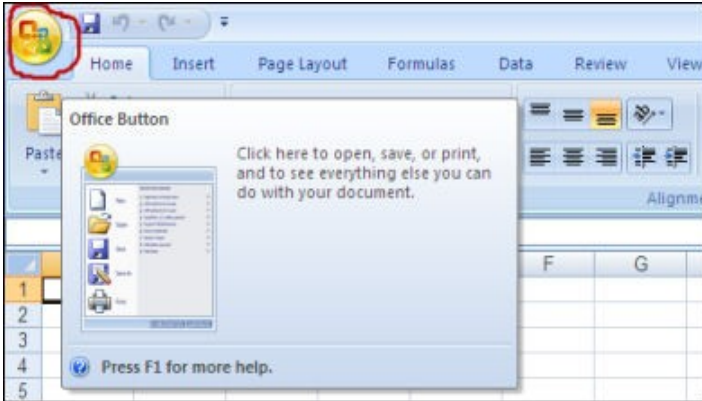 Home Insert Page Layout Formulas Data Review View
Office Button
Paste
Click here to open, save, or print,
and to see everything else you can
do with your document.
Alignme
F G
1
2
3
4
5
Press F1 for more help.